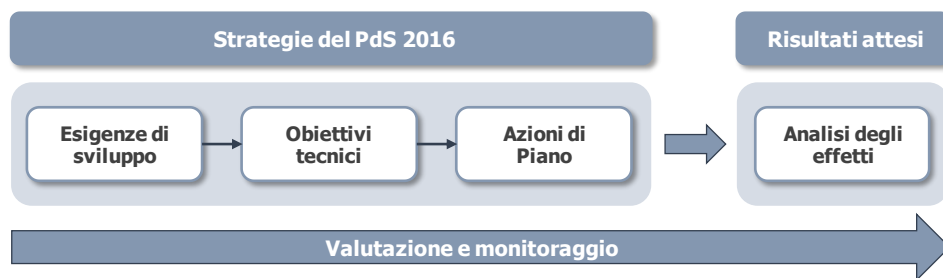 Strategie del PdS 2016
Risultati attesi
Esigenze di
sviluppo
Obiettivi
tecnici
Azioni di
Piano
Analisi degli
effetti
Valutazione e monitoraggio